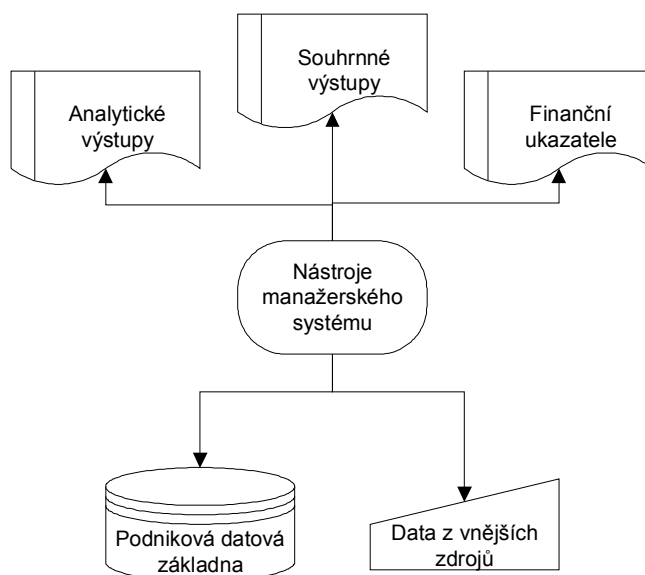 Souhrnné
výstupy
Analytické
výstupy
Finanční
ukazatele
Nástroje
manažerského
systému
Podniková datová
základna
Data z vnějších
zdrojů